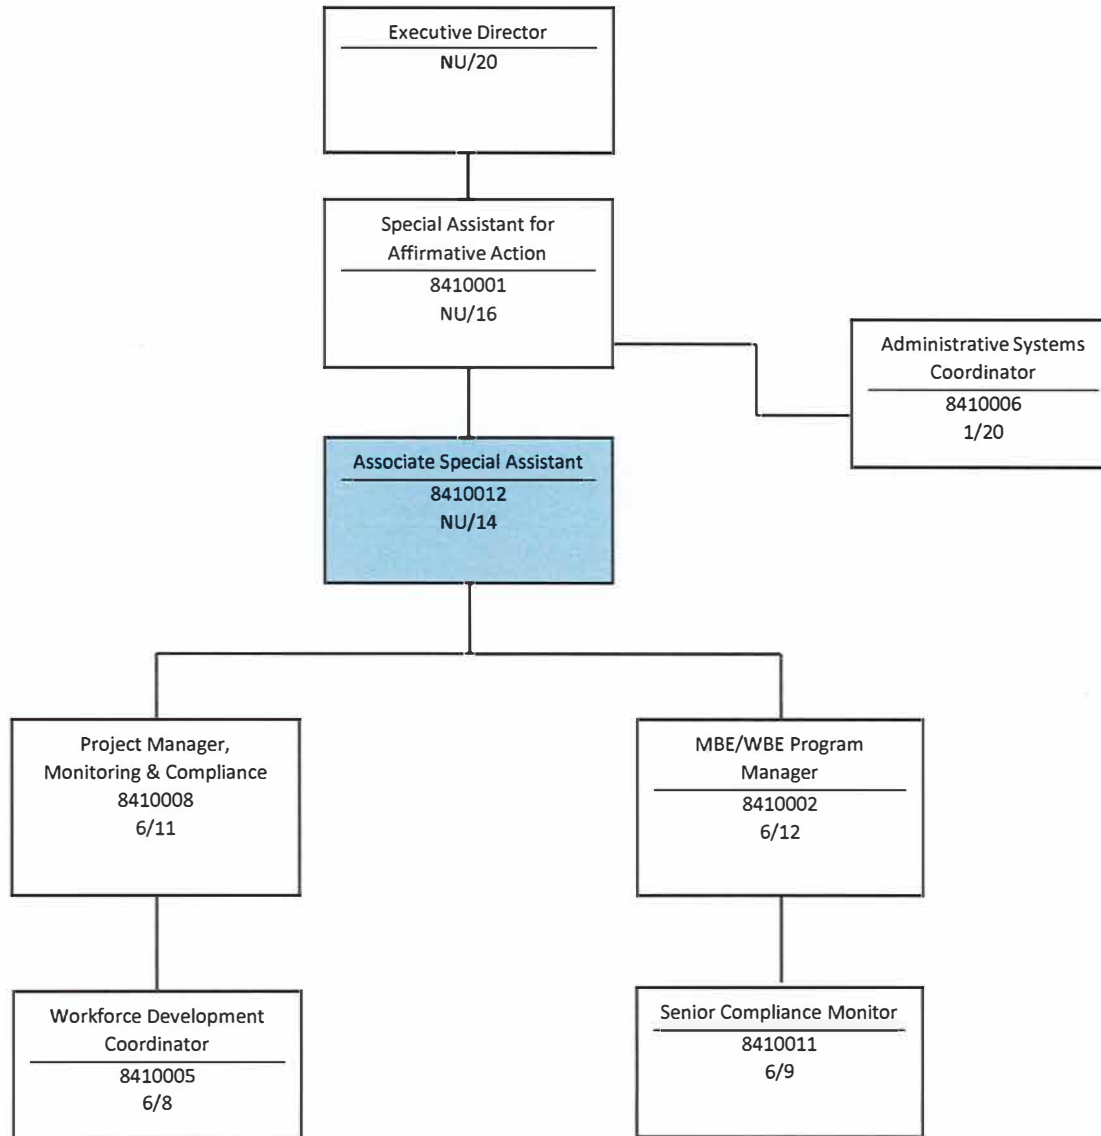 Executive Director
NU/20
Special Assistant for
Affirmative Action
8410001
NU/16
Administrative Systems
Coordinator
8410006
1/20
Associate Special Assistant
8410012
NU/14
Project Manager,
Monitoring & Compliance
8410008
6/11
MBE/WBE Program
Manager
8410002
6/12
Workforce Development
Coordinator
8410005
6/8
Senior Compliance Monitor
8410011
6/9